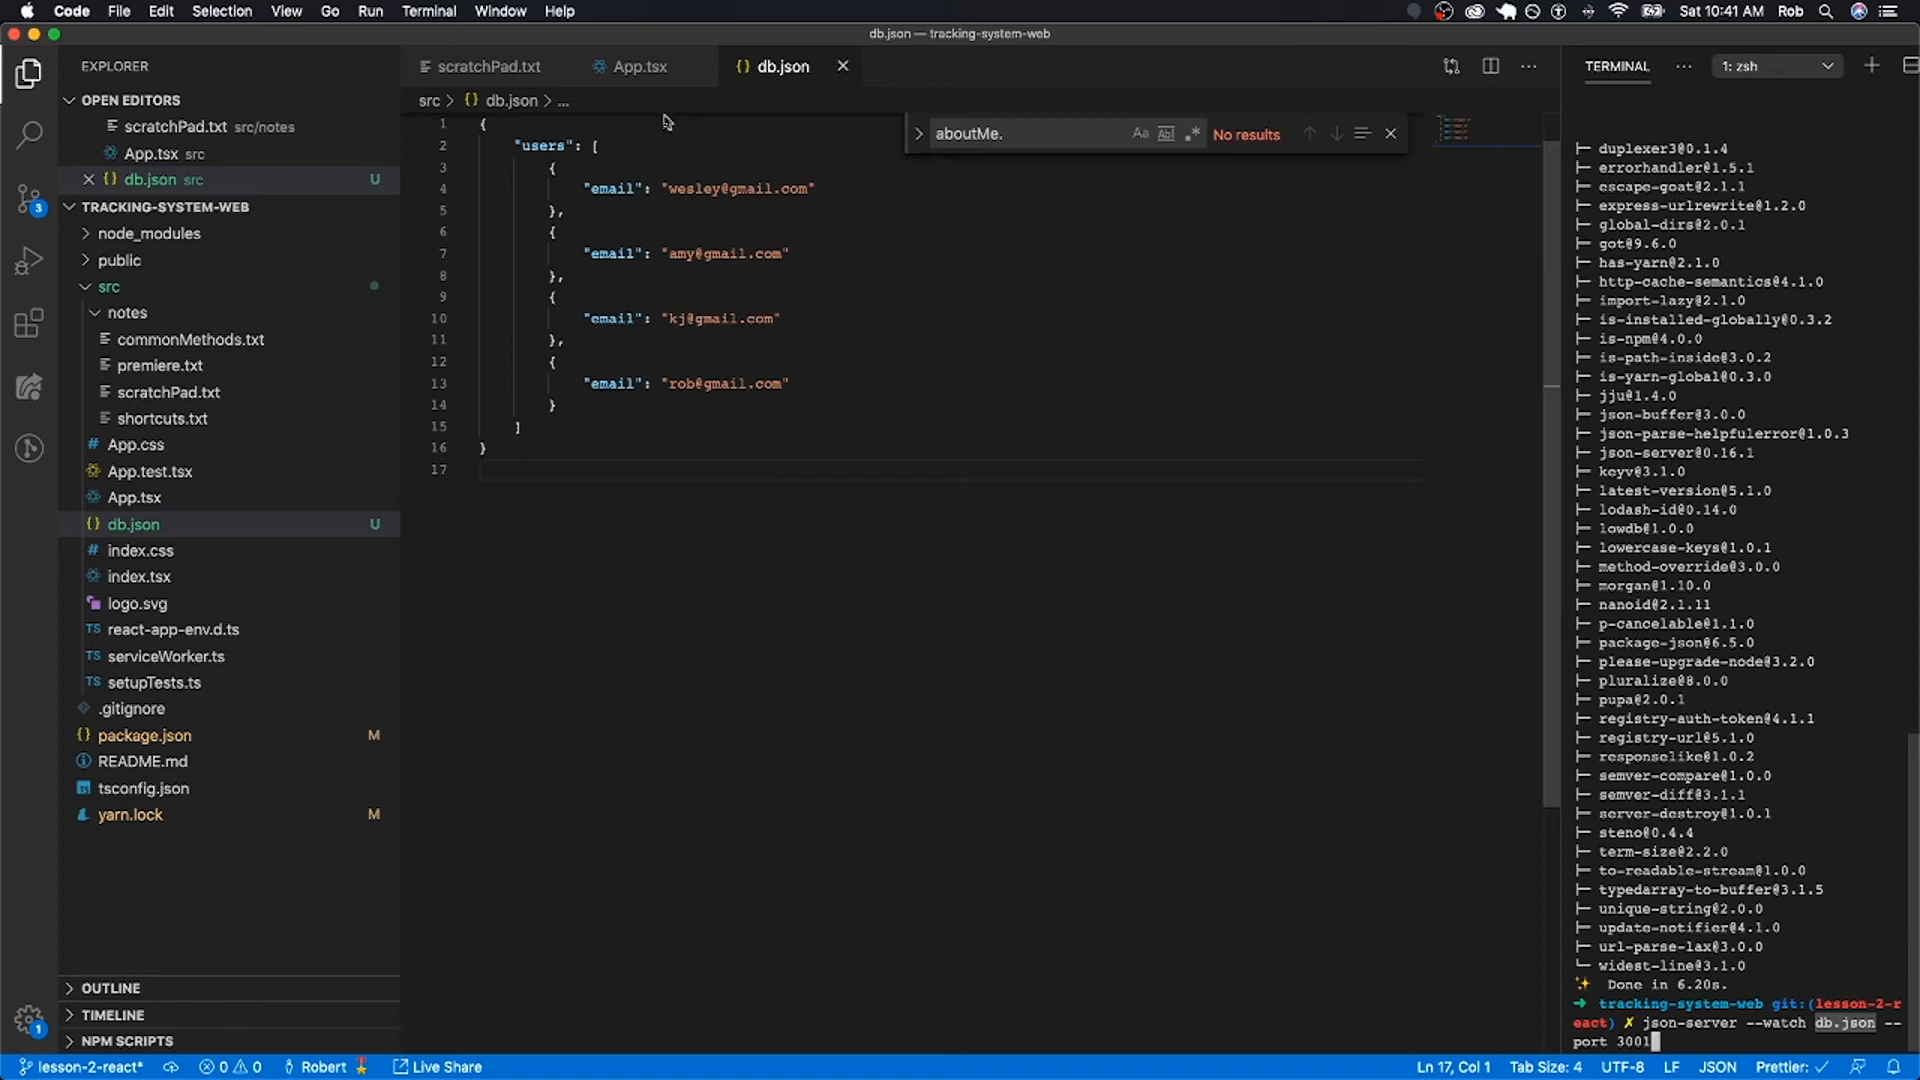 Code File Edit Selection View Go Run Terminal Window Help
Sat 10:41 AM Rob
db.json — tracking-system-web
EXPLORER
OPEN EDITORS
scratchPad.txt src/notes
App.tsx src
db.json src U
TRACKING-SYSTEM-WEB
node_modules
public
src
notes
commonMethods.txt
premiere.txt
scratchPad.txt
shortcuts.txt
App.css
App.test.tsx
App.tsx
db.json U
index.css
index.tsx
logo.svg
TS react-app-env.d.ts
TS serviceWorker.ts
TS setupTests.ts
.gitignore
package.json M
README.md
tsconfig.json
yarn.lock M
OUTLINE
TIMELINE
NPM SCRIPTS
3
1
scratchPad.txt App.tsx {} db.json
src > {} db.json > ...
aboutMe. Aa Abl .* No results
1 {
2 "users": [
3 {
4 "email": "wesley@gmail.com"
5 },
6 {
7 "email": "amy@gmail.com"
8 },
9 {
10 "email": "kj@gmail.com"
11 },
12 {
13 "email": "rob@gmail.com"
14 }
15 ]
16 }
17
TERMINAL ... 1: zsh
├─ duplexer3@0.1.4
├─ errorhandler@1.5.1
├─ escape-goat@2.1.1
├─ express-urlrewrite@1.2.0
├─ global-dirs@2.0.1
├─ got@9.6.0
├─ has-yarn@2.1.0
├─ http-cache-semantics@4.1.0
├─ import-lazy@2.1.0
├─ is-installed-globally@0.3.2
├─ is-npm@4.0.0
├─ is-path-inside@3.0.2
├─ is-yarn-global@0.3.0
├─ jju@1.4.0
├─ json-buffer@3.0.0
├─ json-parse-helpfulerror@1.0.3
├─ json-server@0.16.1
├─ keyv@3.1.0
├─ latest-version@5.1.0
├─ lodash-id@0.14.0
├─ lowdb@1.0.0
├─ lowercase-keys@1.0.1
├─ method-override@3.0.0
├─ morgan@1.10.0
├─ nanoid@2.1.11
├─ p-cancelable@1.1.0
├─ package-json@6.5.0
├─ please-upgrade-node@3.2.0
├─ pluralize@8.0.0
├─ pupa@2.0.1
├─ registry-auth-token@4.1.1
├─ registry-url@5.1.0
├─ responselike@1.0.2
├─ semver-compare@1.0.0
├─ semver-diff@3.1.1
├─ server-destroy@1.0.1
├─ steno@0.4.4
├─ term-size@2.2.0
├─ to-readable-stream@1.0.0
├─ typedarray-to-buffer@3.1.5
├─ unique-string@2.0.0
├─ update-notifier@4.1.0
├─ url-parse-lax@3.0.0
└─ widest-line@3.1.0
✨ Done in 6.20s.
➜ tracking-system-web git:(lesson-2-r
eact) ✗ json-server --watch db.json --
port 3001
lesson-2-react* 0 0 Robert Live Share Ln 17, Col 1 Tab Size: 4 UTF-8 LF JSON Prettier: ✓